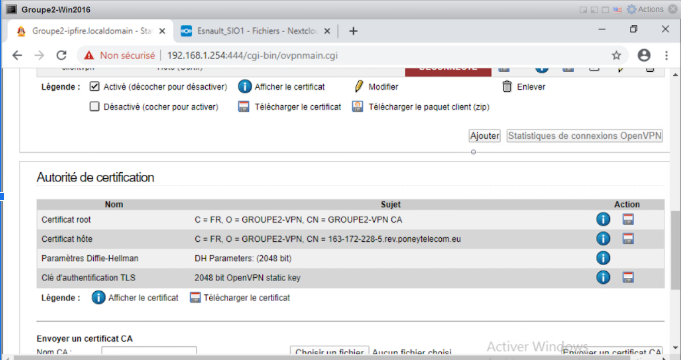 Groupe2-Win2016
Actions
Groupe2-ipfire.localdomain - Sta
Esnault_SIO1 - Fichiers - Nextclou
Non sécurisé | 192.168.1.254:444/cgi-bin/ovpnmain.cgi
Légende : Activé (décocher pour désactiver) Afficher le certificat Modifier Enlever
Désactivé (cocher pour activer) Télécharger le certificat Télécharger le paquet client (zip)
Ajouter Statistiques de connexions OpenVPN
Autorité de certification
Nom Sujet Action
Certificat root C = FR, O = GROUPE2-VPN, CN = GROUPE2-VPN CA
Certificat hôte C = FR, O = GROUPE2-VPN, CN = 163-172-228-5.rev.poneytelecom.eu
Paramètres Diffie-Hellman DH Parameters: (2048 bit)
Clé d'authentification TLS 2048 bit OpenVPN static key
Légende : Afficher le certificat Télécharger le certificat
Activer Windows
Envoyer un certificat CA
Nom CA : Choisir un fichier Aucun fichier choisi Envoyer un certificat CA